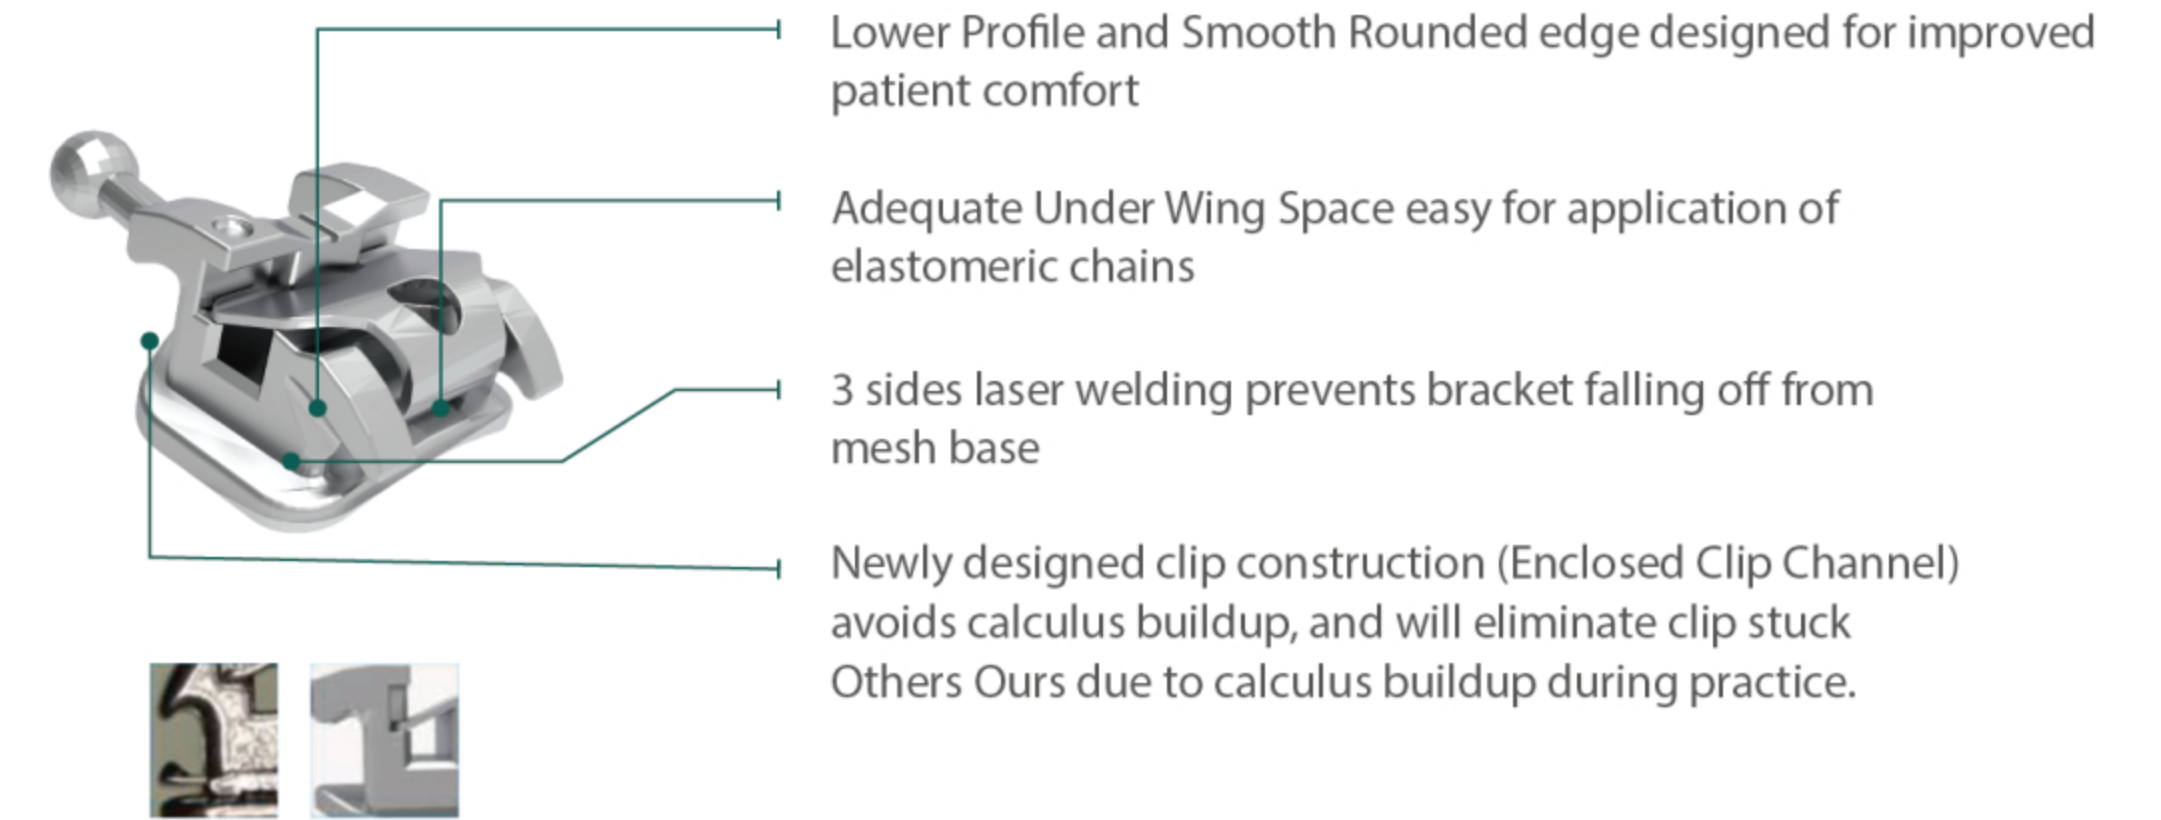 Lower Profile and Smooth Rounded edge designed for improved
patient comfort
Adequate Under Wing Space easy for application of
elastomeric chains
3 sides laser welding prevents bracket falling off from
mesh base
Newly designed clip construction (Enclosed Clip Channel)
avoids calculus buildup, and will eliminate clip stuck
Others Ours due to calculus buildup during practice.